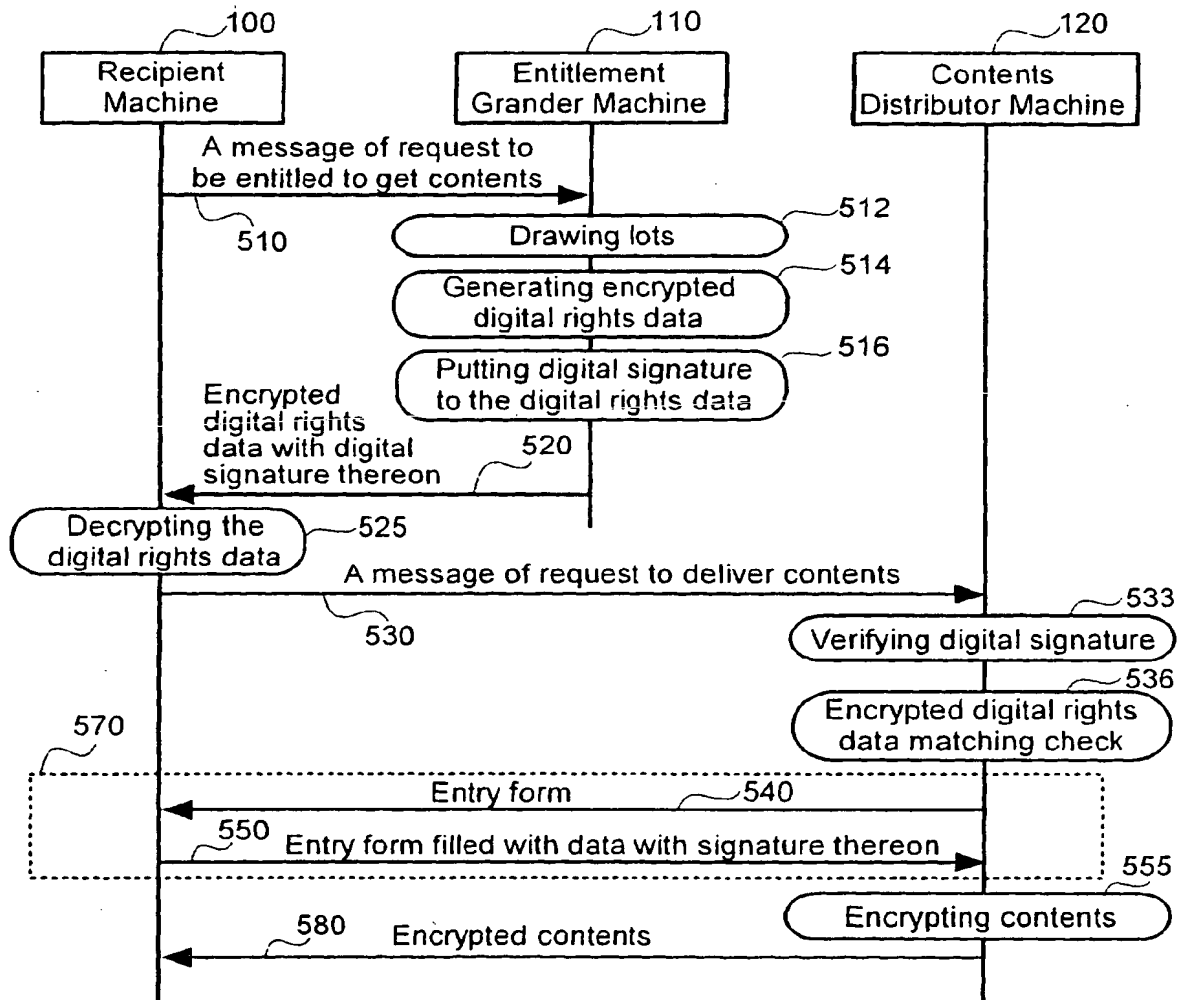 100
110
120
Recipient
Machine
Entitlement
Grander Machine
Contents
Distributor Machine
A message of request to
be entitled to get contents
510
Drawing lots
512
Generating encrypted
digital rights data
514
Putting digital signature
to the digital rights data
516
Encrypted
digital rights
data with digital
signature thereon
520
Decrypting the
digital rights data
525
A message of request to deliver contents
530
533
Verifying digital signature
536
Encrypted digital rights
data matching check
570
Entry form
540
550
Entry form filled with data with signature thereon
555
Encrypting contents
580
Encrypted contents